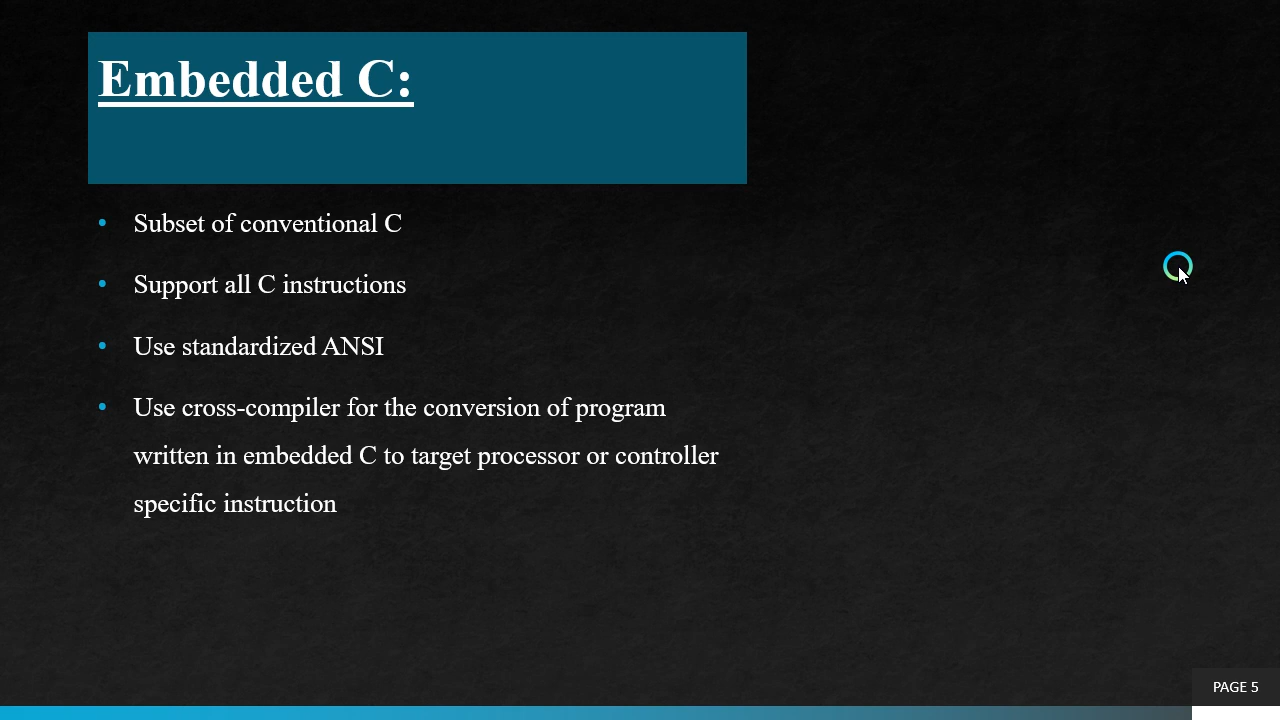 Embedded C:
• Subset of conventional C
• Support all C instructions
• Use standardized ANSI
• Use cross-compiler for the conversion of program
written in embedded C to target processor or controller
specific instruction
PAGE 5